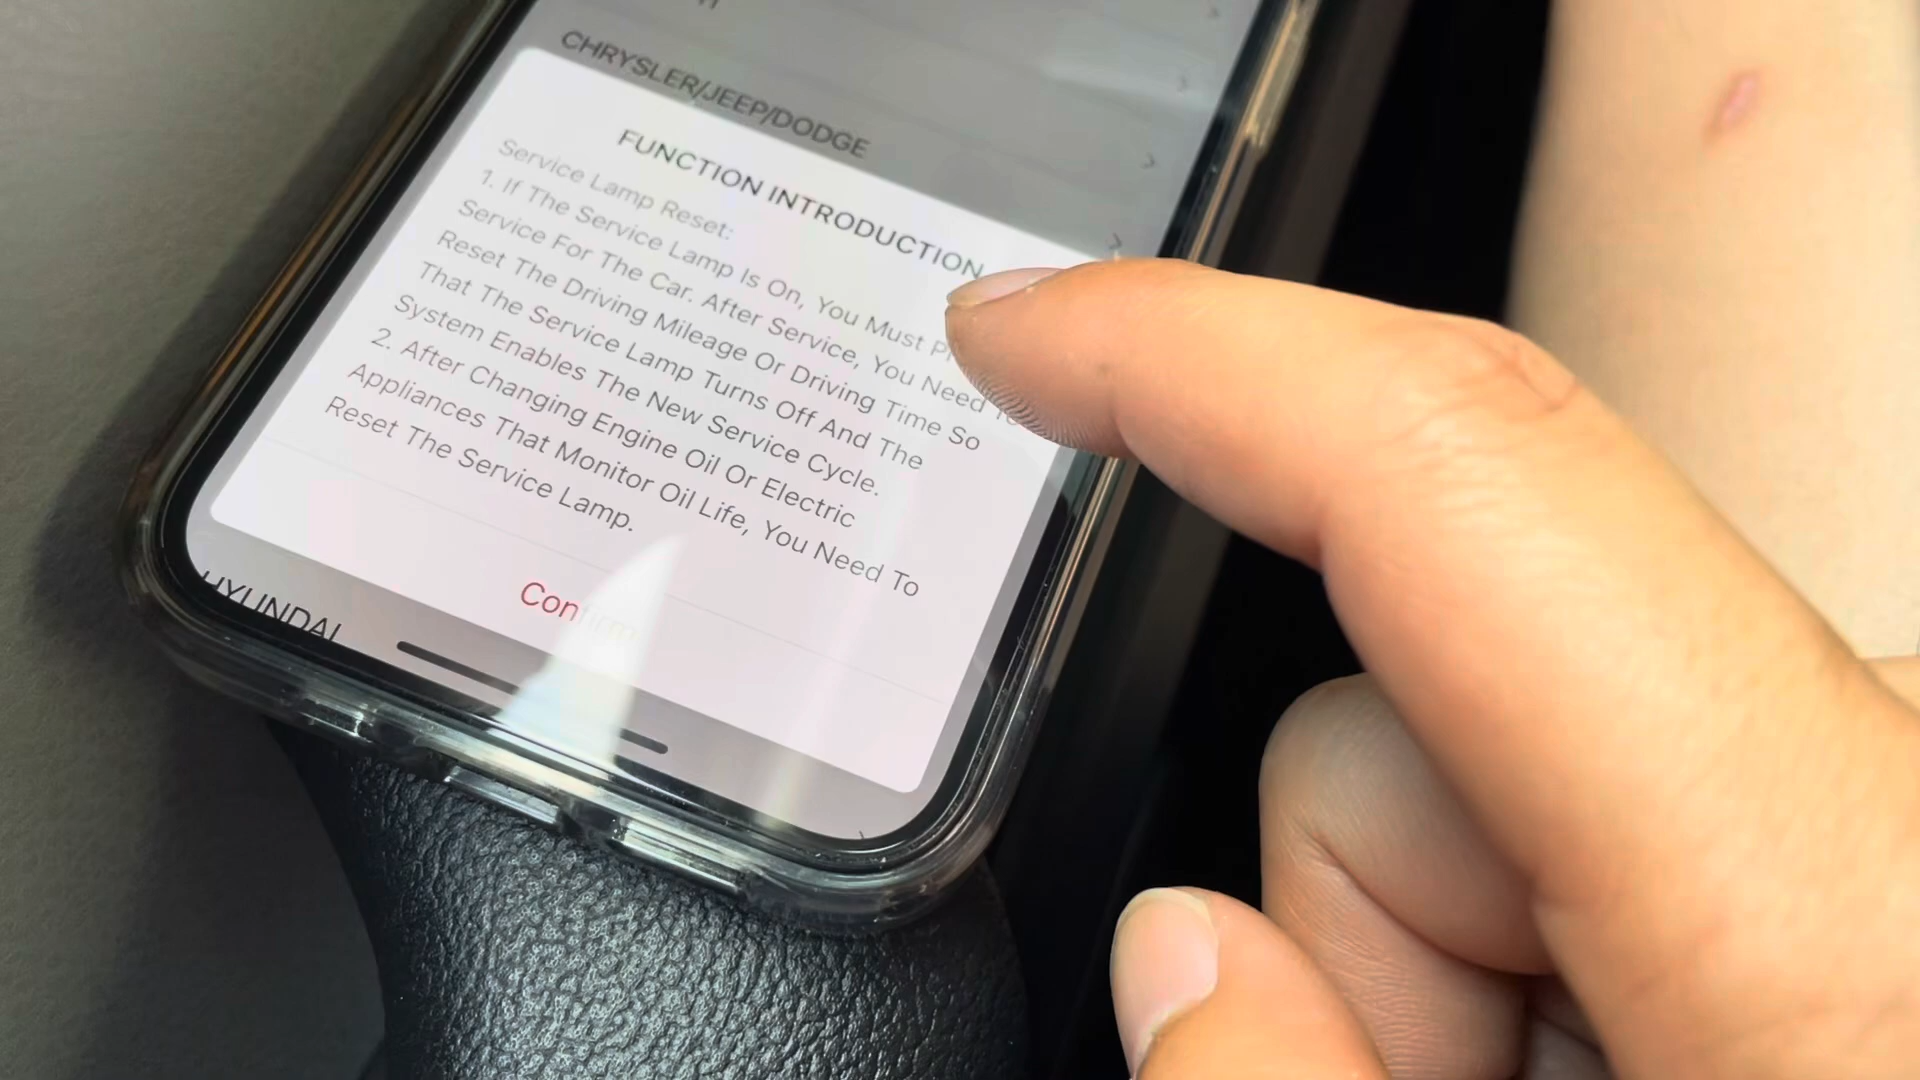 CHRYSLER/JEEP/DODGE
FUNCTION INTRODUCTION
Service Lamp Reset:
1. If The Service Lamp Is On, You Must
Service For The Car. After Service, You Need
Reset The Driving Mileage Or Driving Time So
That The Service Lamp Turns Off And The
System Enables The New Service Cycle.
2. After Changing Engine Oil Or Electric
Appliances That Monitor Oil Life, You Need To
Reset The Service Lamp.
Confirm
HYUNDAI